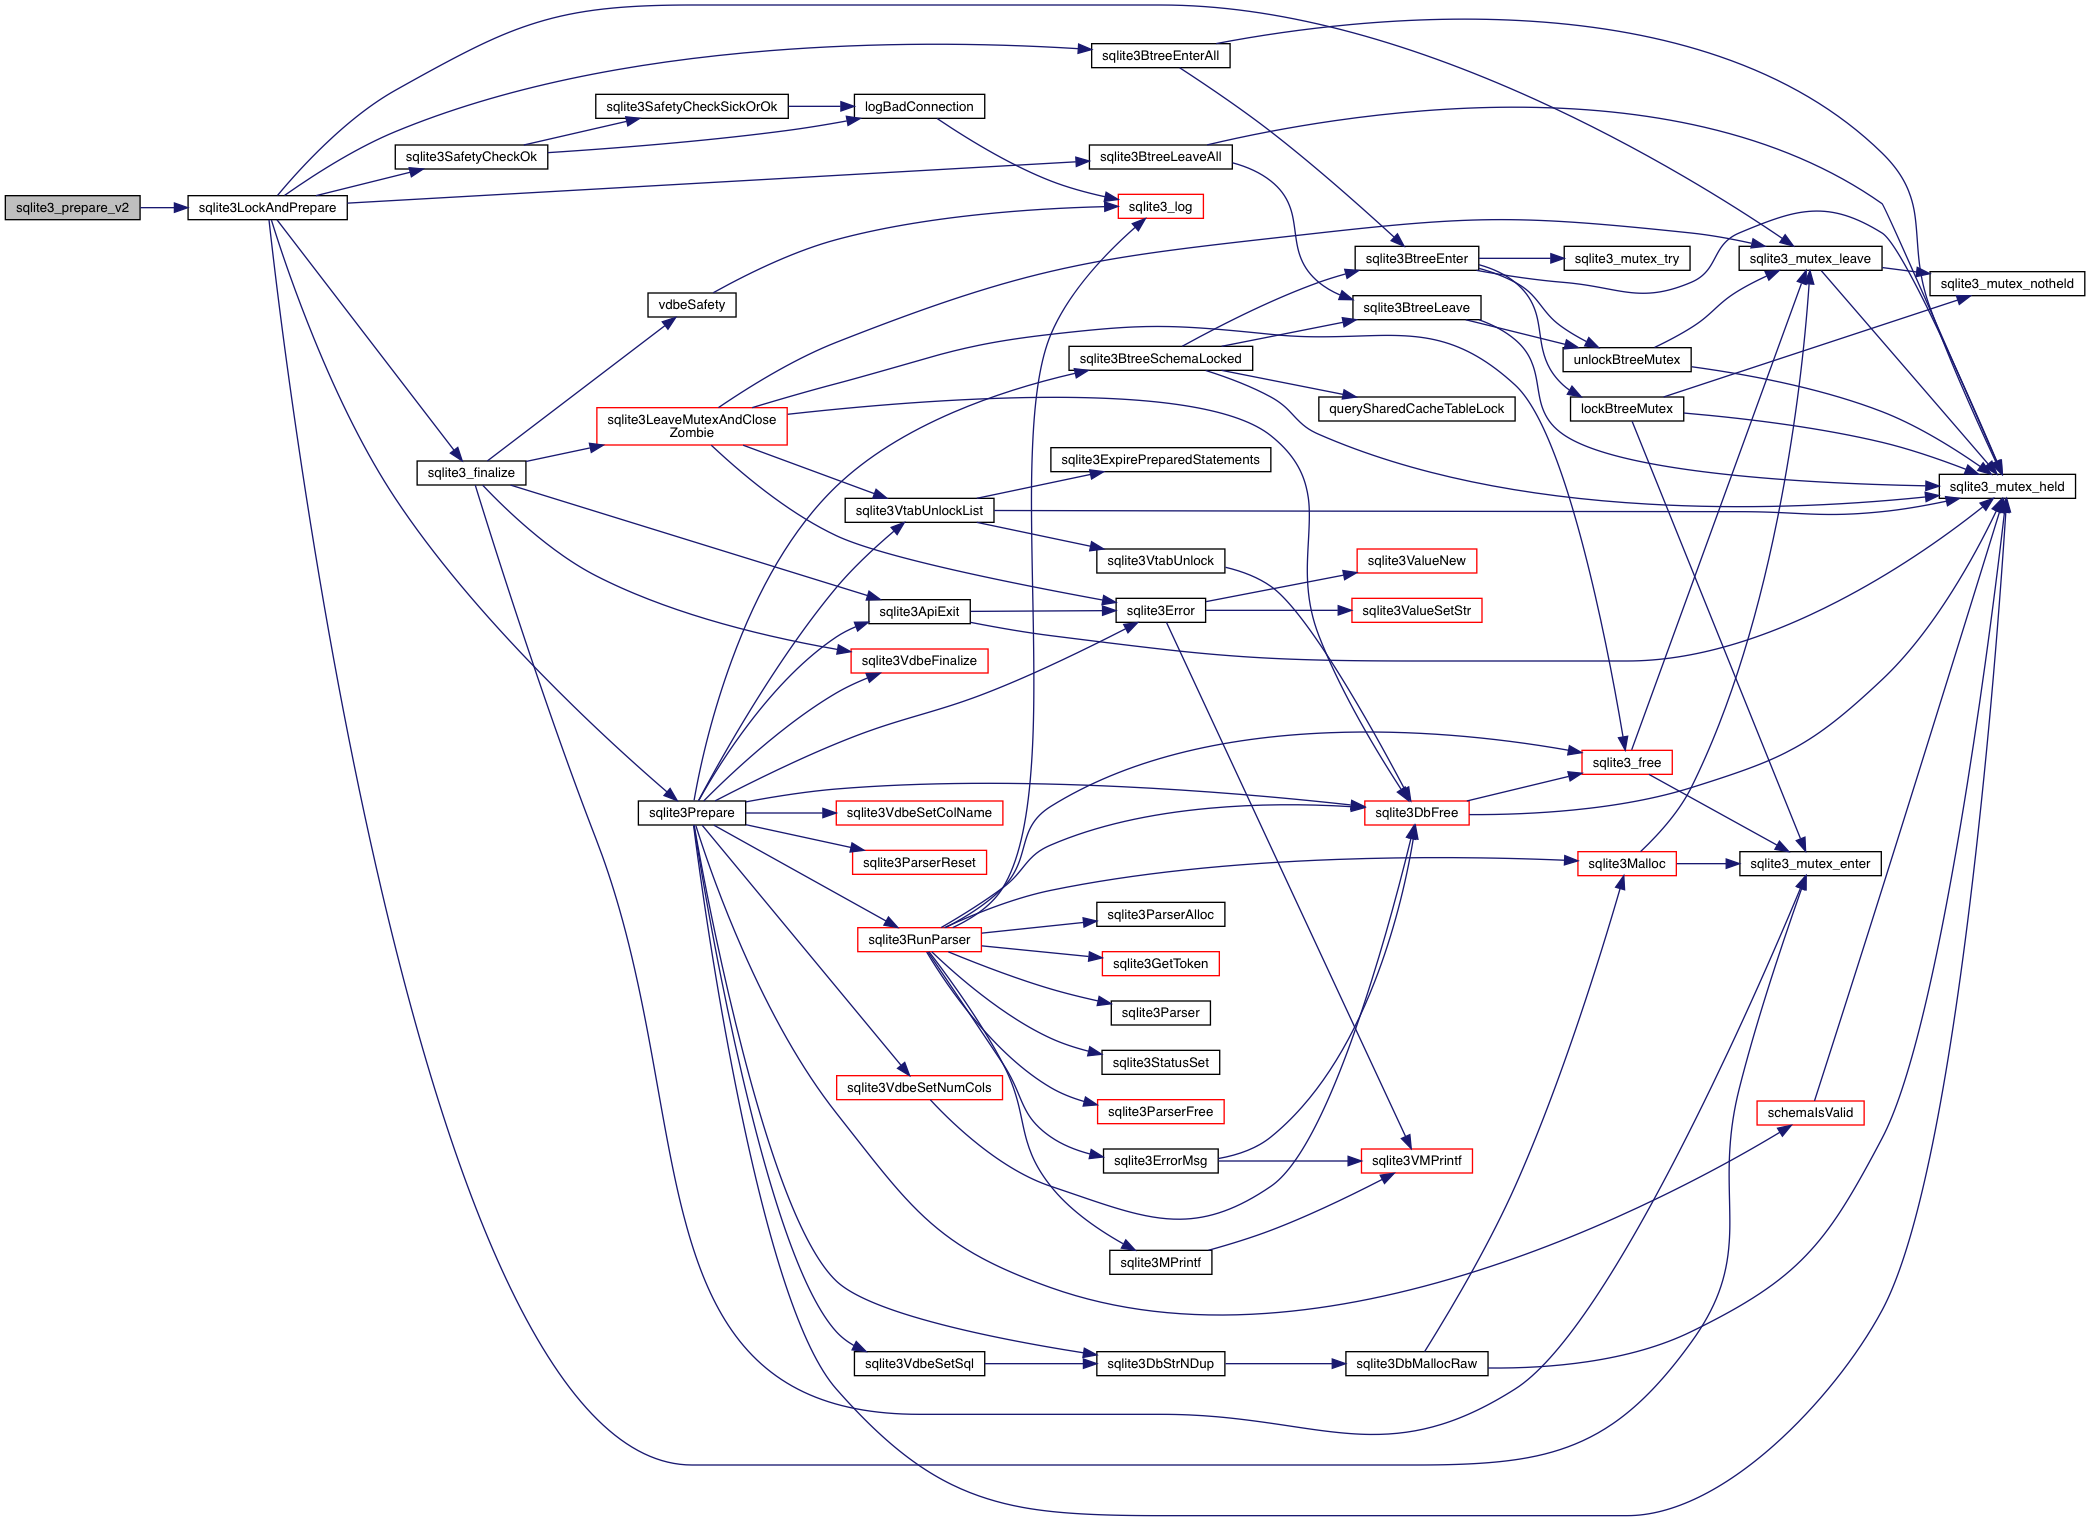 sqlite3_prepare_v2
sqlite3LockAndPrepare
sqlite3SafetyCheckOk
sqlite3_finalize
sqlite3SafetyCheckSickOrOk
vdbeSafety
sqlite3LeaveMutexAndClose
Zombie
sqlite3Prepare
logBadConnection
sqlite3VtabUnlockList
sqlite3ApiExit
sqlite3VdbeFinalize
sqlite3VdbeSetColName
sqlite3ParserReset
sqlite3RunParser
sqlite3VdbeSetNumCols
sqlite3VdbeSetSql
sqlite3BtreeEnterAll
sqlite3BtreeLeaveAll
sqlite3_log
sqlite3BtreeSchemaLocked
sqlite3ExpirePreparedStatements
sqlite3VtabUnlock
sqlite3Error
sqlite3ParserAlloc
sqlite3GetToken
sqlite3Parser
sqlite3StatusSet
sqlite3ParserFree
sqlite3ErrorMsg
sqlite3MPrintf
sqlite3DbStrNDup
sqlite3BtreeEnter
sqlite3BtreeLeave
querySharedCacheTableLock
sqlite3ValueNew
sqlite3ValueSetStr
sqlite3DbFree
sqlite3VMPrintf
sqlite3DbMallocRaw
sqlite3_mutex_try
unlockBtreeMutex
lockBtreeMutex
sqlite3_free
sqlite3Malloc
sqlite3_mutex_leave
sqlite3_mutex_enter
schemaIsValid
sqlite3_mutex_notheld
sqlite3_mutex_held